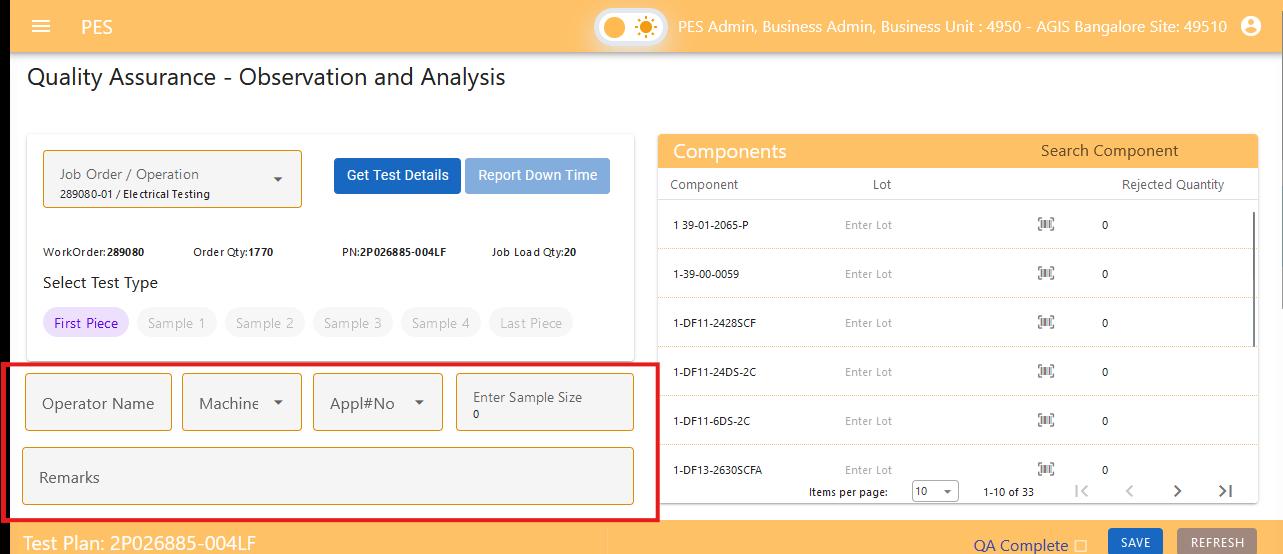 PES
PES Admin, Business Admin, Business Unit : 4950 - AGIS Bangalore Site: 49510
Quality Assurance - Observation and Analysis
Job Order / Operation
289080-01 / Electrical Testing
Get Test Details
Report Down Time
WorkOrder:289080 Order Qty:1770 PN:2P026885-004LF Job Load Qty:20
Select Test Type
First Piece Sample 1 Sample 2 Sample 3 Sample 4 Last Piece
Operator Name
Machine
Appl#No
Enter Sample Size
0
Remarks
Components Search Component
Component Lot Rejected Quantity
1 39-01-2065-P Enter Lot 0
1-39-00-0059 Enter Lot 0
1-DF11-2428SCF Enter Lot 0
1-DF11-24DS-2C Enter Lot 0
1-DF11-6DS-2C Enter Lot 0
1-DF13-2630SCFA Enter Lot 0
Items per page: 10 1-10 of 33
Test Plan: 2P026885-004LF
QA Complete SAVE REFRESH